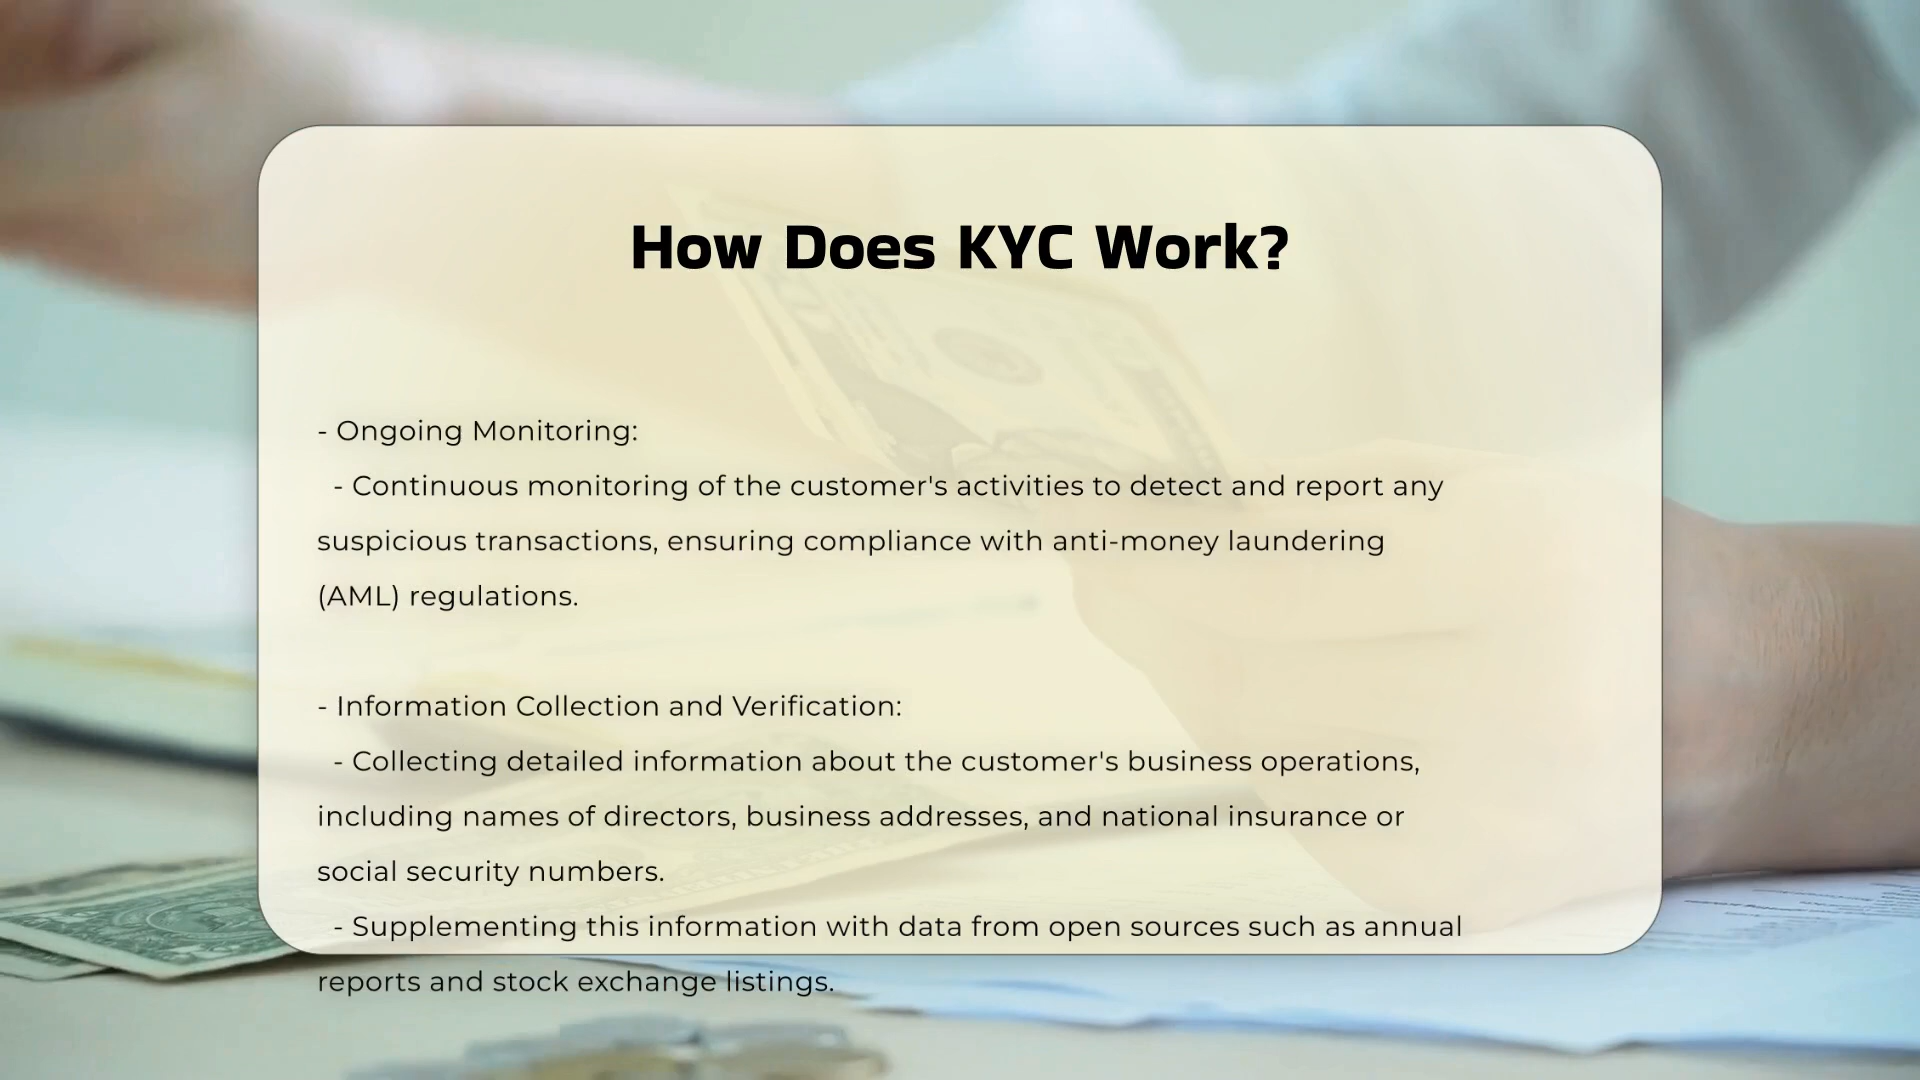 How Does KYC Work?
- Ongoing Monitoring:
- Continuous monitoring of the customer's activities to detect and report any
suspicious transactions, ensuring compliance with anti-money laundering
(AML) regulations.
- Information Collection and Verification:
- Collecting detailed information about the customer's business operations,
including names of directors, business addresses, and national insurance or
social security numbers.
- Supplementing this information with data from open sources such as annual
reports and stock exchange listings.